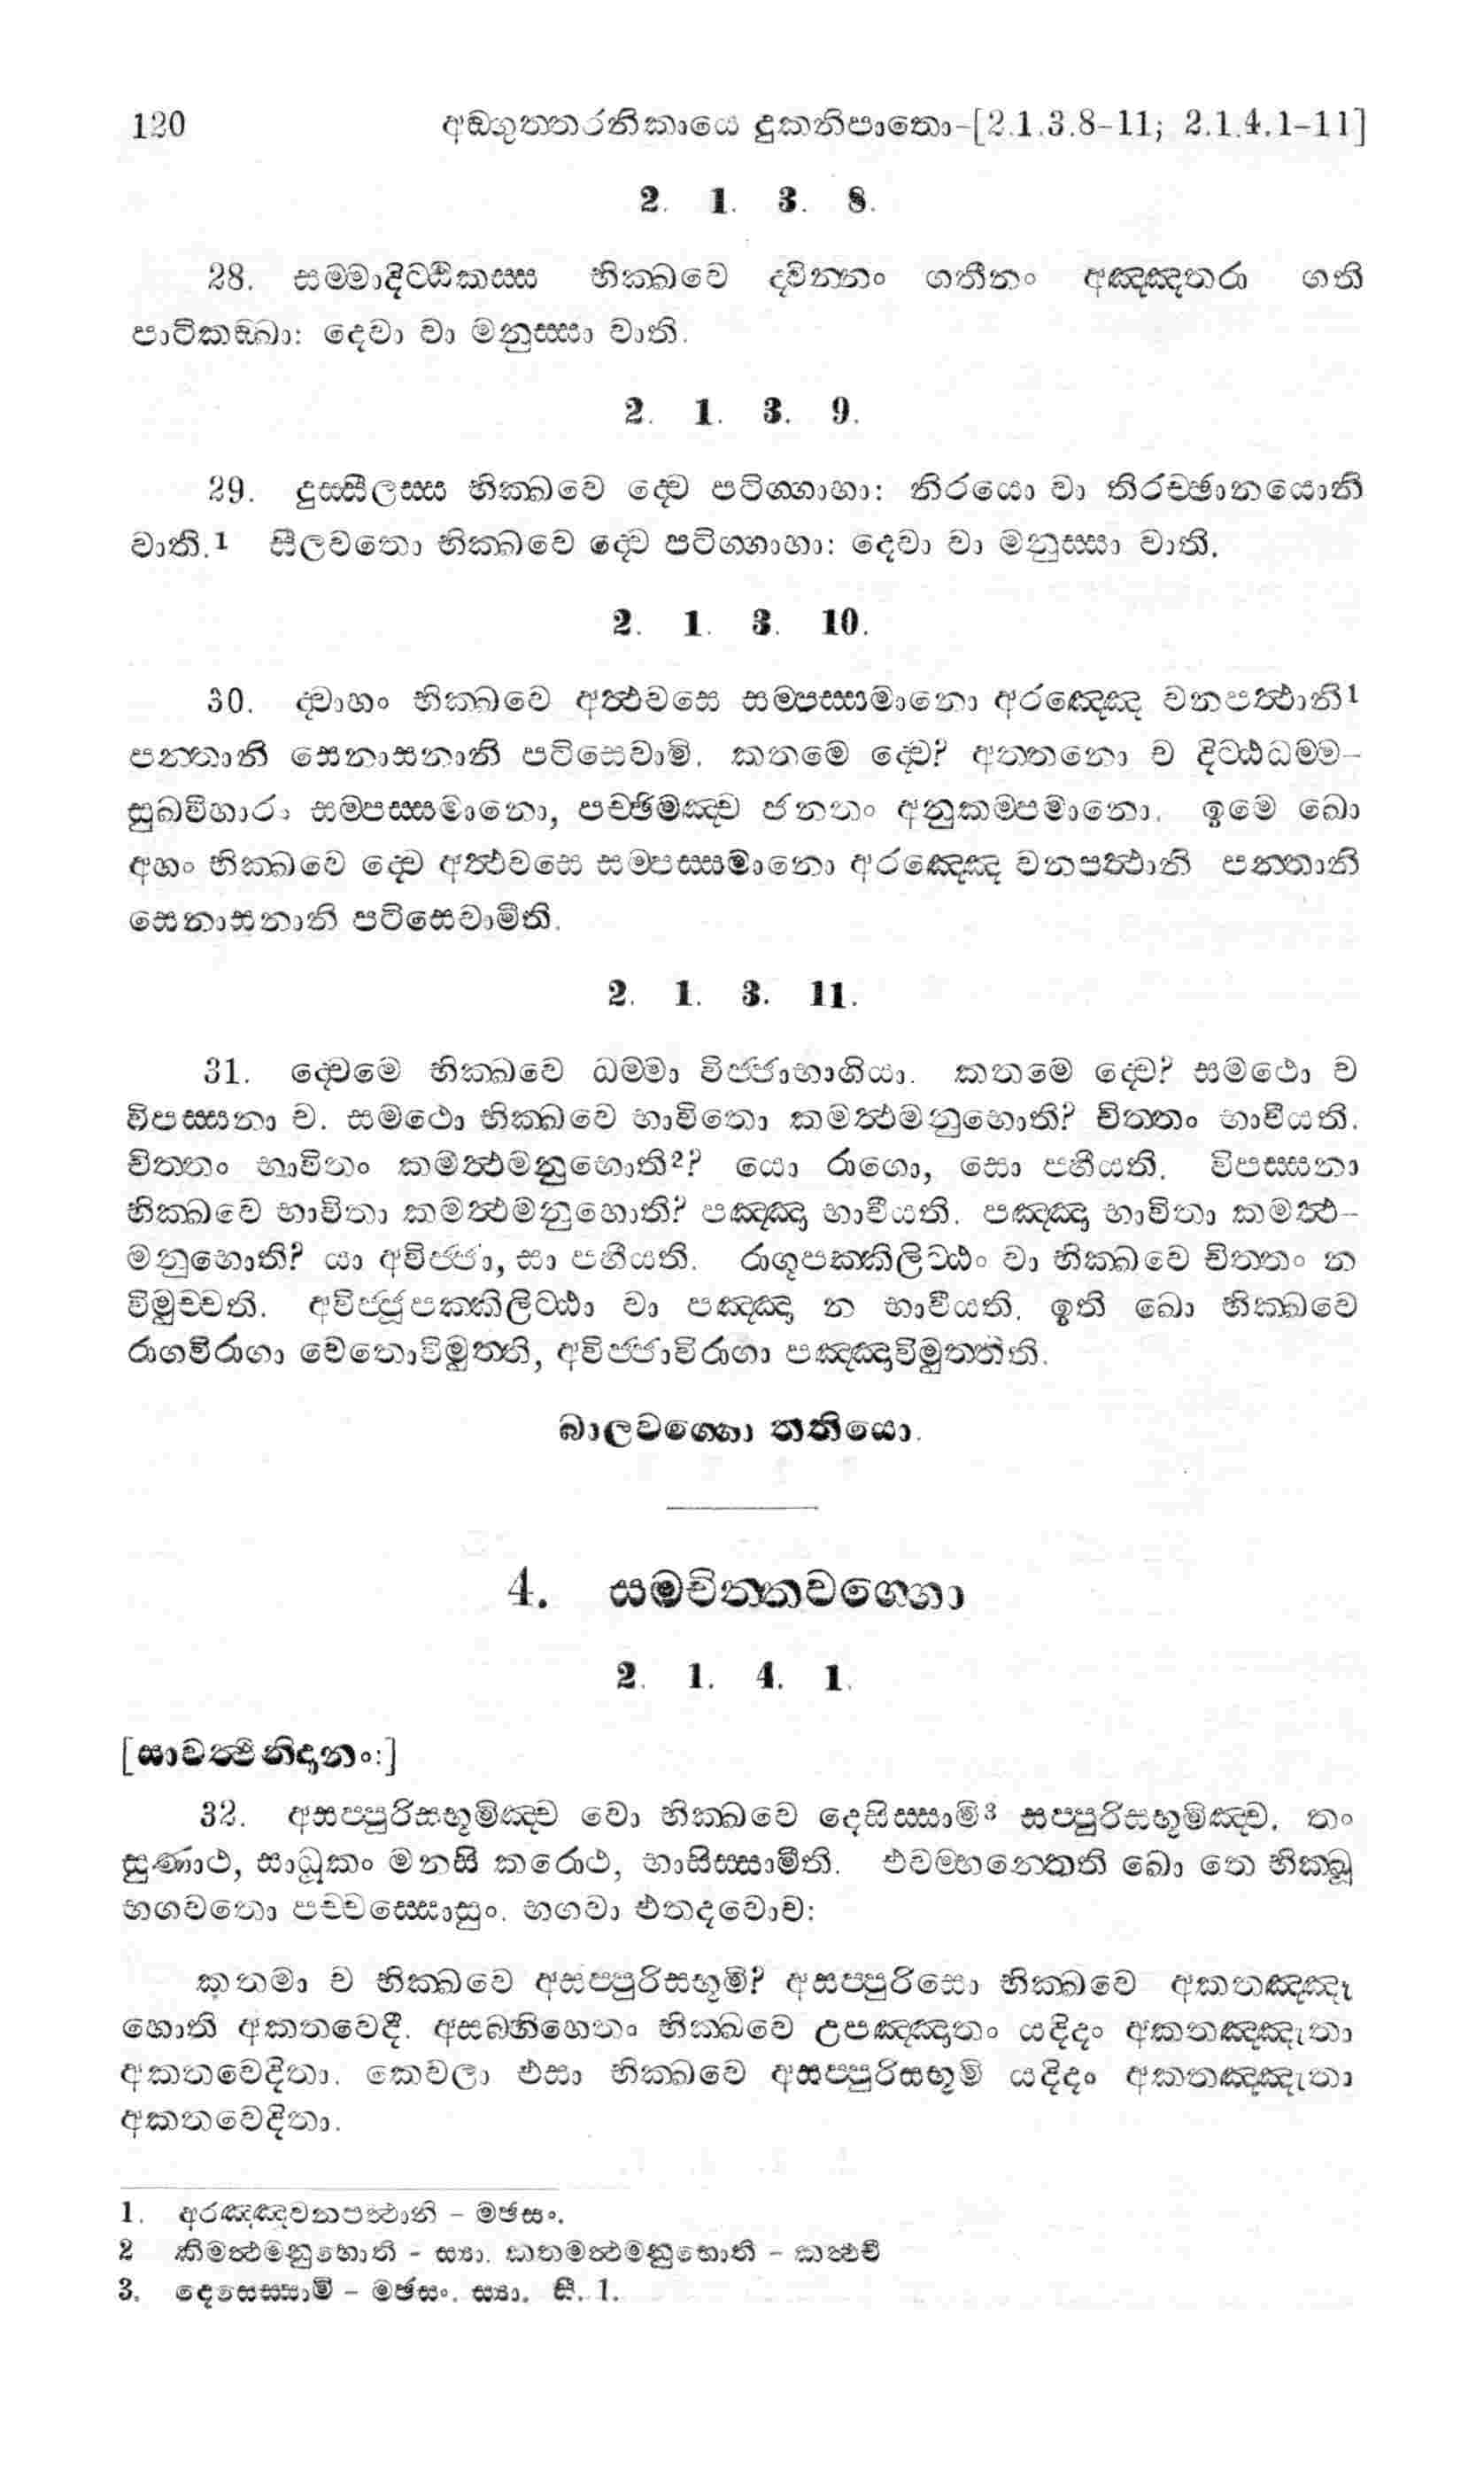 120 අඞ්ගුත්තරනිකායෙ දුකනිපාතො-[2.1.3.8-11; 2.1.4.1-11]
2. 1. 3. 8.
28. සම්මාදිට්ඨිකස්ස භික්ඛවෙ ද්වින්නං ගතීනං අඤ්ඤතරා ගති
පාටිකඞ්ඛා: දෙවා වා මනුස්සා වාති.
2. 1. 3. 9.
29. දුස්සීලස්ස භික්ඛවෙ ද්වෙ පටිග්ගාහා: නිරයො වා තිරච්ඡානයොනි
වාති.1 සීලවතො භික්ඛවෙ ද්වෙ පටිග්ගාහා: දෙවා වා මනුස්සා වාති.
2. 1. 3. 10.
30. ද්වාහං භික්ඛවෙ අත්ථවසෙ සම්පස්සමානො අරඤ්ඤෙ වනපත්ථානි1
පන්තානි සෙනාසනානි පටිසෙවාමි. කතමෙ ද්වෙ? අත්තනො ච දිට්ඨධම්ම-
සුඛවිහාරං සම්පස්සමානො, පච්ඡිමඤ්ච ජනතං අනුකම්පමානො. ඉමෙ ඛො
අහං භික්ඛවෙ ද්වෙ අත්ථවසෙ සම්පස්සමානො අරඤ්ඤෙ වනපත්ථානි පන්තානි
සෙනාසනානි පටිසෙවාමීති.
2. 1. 3. 11.
31. ද්වෙමෙ භික්ඛවෙ ධම්මා විජ්ජාභාගියා. කතමෙ ද්වෙ? සමථො ච
විපස්සනා ච. සමථො භික්ඛවෙ භාවිතො කමත්ථමනුභොති? චිත්තං භාවීයති.
චිත්තං භාවිතං කමත්ථමනුභොති2? යො රාගො, සො පහීයති. විපස්සනා
භික්ඛවෙ භාවිතා කමත්ථමනුභොති? පඤ්ඤා භාවීයති. පඤ්ඤා භාවිතා කමත්ථ-
මනුභොති? යා අවිජ්ජා, සා පහීයති. රාගූපක්කිලිට්ඨං වා භික්ඛවෙ චිත්තං න
විමුච්චති. අවිජ්ජූපක්කිලිට්ඨා වා පඤ්ඤා න භාවීයති. ඉති ඛො භික්ඛවෙ
රාගවිරාගා චෙතොවිමුත්ති, අවිජ්ජාවිරාගා පඤ්ඤාවිමුත්තීති.
බාලවග්ගො තතියො.
4. සමචිත්තවග්ගො
2. 1. 4. 1.
[සාවත්ථිනිදානං:]
32. අසප්පුරිසභූමිඤ්ච වො භික්ඛවෙ දෙසිස්සාමි3 සප්පුරිසභූමිඤ්ච. තං
සුණාථ, සාධුකං මනසි කරොථ, භාසිස්සාමීති. එවම්භන්තෙති ඛො තෙ භික්ඛූ
භගවතො පච්චස්සොසුං. භගවා එතදවොච:
කතමා ච භික්ඛවෙ අසප්පුරිසභූමි? අසප්පුරිසො භික්ඛවෙ අකතඤ්ඤූ
හොති අකතවෙදී. අසබ්භිහෙතං භික්ඛවෙ උපඤ්ඤාතං යදිදං අකතඤ්ඤුතා
අකතවෙදිතා. කෙවලා එසා භික්ඛවෙ අසප්පුරිසභූමි යදිදං අකතඤ්ඤුතා
අකතවෙදිතා.
1. අරඤ්ඤවනපත්ථානි - මඡසං.
2 කිමත්ථමනුභොති - ස්‍යා. කතමත්ථමනුභොති - කත්ථචි
3. දෙසෙස්සාමි - මඡසං. ස්‍යා. සී. 1.